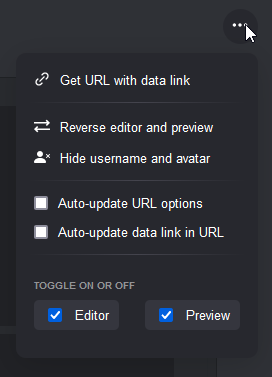 Get URL with data link
Reverse editor and preview
Hide username and avatar
Auto-update URL options
Auto-update data link in URL
TOGGLE ON OR OFF
Editor
Preview